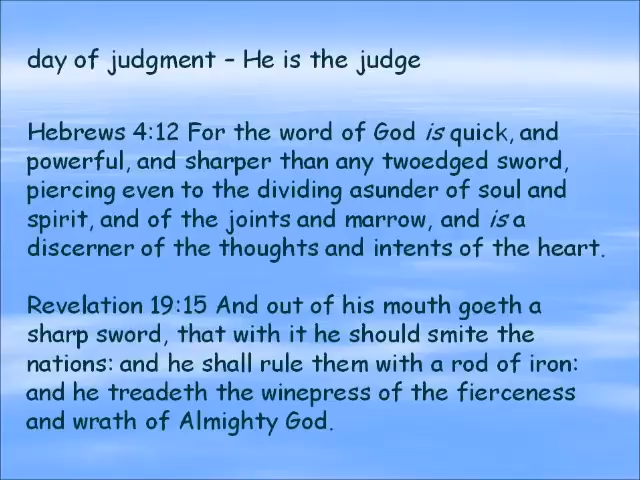 day of judgment – He is the judge
Hebrews 4:12 For the word of God is quick, and
powerful, and sharper than any twoedged sword,
piercing even to the dividing asunder of soul and
spirit, and of the joints and marrow, and is a
discerner of the thoughts and intents of the heart.
Revelation 19:15 And out of his mouth goeth a
sharp sword, that with it he should smite the
nations: and he shall rule them with a rod of iron:
and he treadeth the winepress of the fierceness
and wrath of Almighty God.